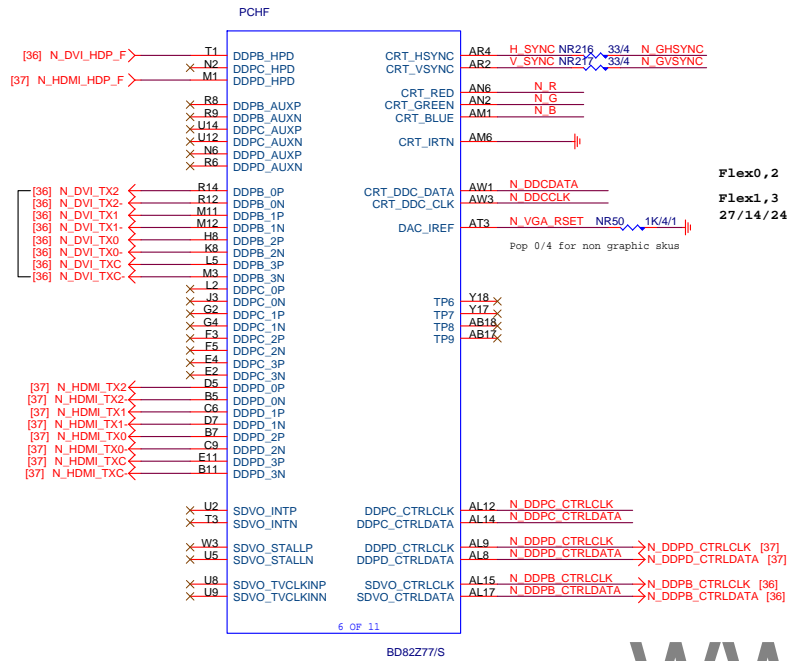 PCHF
[36] N_DVI_HDP_F T1 DDPB_HPD CRT_HSYNC AR4 H_SYNC NR216 33/4 N_GHSYNC
N2 DDPC_HPD CRT_VSYNC AR2 V_SYNC NR217 33/4 N_GVSYNC
[37] N_HDMI_HDP_F M1 DDPD_HPD
CRT_RED AN6 N_R
R8 DDPB_AUXP CRT_GREEN AN2 N_G
R9 DDPB_AUXN CRT_BLUE AM1 N_B
U14 DDPC_AUXP
U12 DDPC_AUXN CRT_IRTN AM6
N6 DDPD_AUXP
R6 DDPD_AUXN
Flex0,2
[36] N_DVI_TX2 R14 DDPB_0P CRT_DDC_DATA AW1 N_DDCDATA
[36] N_DVI_TX2- R12 DDPB_0N CRT_DDC_CLK AW3 N_DDCCLK
Flex1,3
[36] N_DVI_TX1 M11 DDPB_1P
27/14/24
[36] N_DVI_TX1- M12 DDPB_1N DAC_IREF AT3 N_VGA_RSET NR50 1K/4/1
[36] N_DVI_TX0 H8 DDPB_2P
Pop 0/4 for non graphic skus
[36] N_DVI_TX0- K8 DDPB_2N
[36] N_DVI_TXC L5 DDPB_3P
[36] N_DVI_TXC- M3 DDPB_3N
L2 DDPC_0P
J3 DDPC_0N TP6 Y18
G2 DDPC_1P TP7 Y17
G4 DDPC_1N TP8 AB18
F3 DDPC_2P TP9 AB17
F5 DDPC_2N
E4 DDPC_3P
E2 DDPC_3N
[37] N_HDMI_TX2 D5 DDPD_0P
[37] N_HDMI_TX2- B5 DDPD_0N
[37] N_HDMI_TX1 C6 DDPD_1P
[37] N_HDMI_TX1- D7 DDPD_1N
[37] N_HDMI_TX0 B7 DDPD_2P
[37] N_HDMI_TX0- C9 DDPD_2N
[37] N_HDMI_TXC E11 DDPD_3P
[37] N_HDMI_TXC- B11 DDPD_3N
U2 SDVO_INTP DDPC_CTRLCLK AL12 N_DDPC_CTRLCLK
T3 SDVO_INTN DDPC_CTRLDATA AL14 N_DDPC_CTRLDATA
W3 SDVO_STALLP DDPD_CTRLCLK AL9 N_DDPD_CTRLCLK N_DDPD_CTRLCLK [37]
U5 SDVO_STALLN DDPD_CTRLDATA AL8 N_DDPD_CTRLDATA N_DDPD_CTRLDATA [37]
U8 SDVO_TVCLKINP SDVO_CTRLCLK AL15 N_DDPB_CTRLCLK N_DDPB_CTRLCLK [36]
U9 SDVO_TVCLKINN SDVO_CTRLDATA AL17 N_DDPB_CTRLDATA N_DDPB_CTRLDATA [36]
6 OF 11
BD82Z77/S